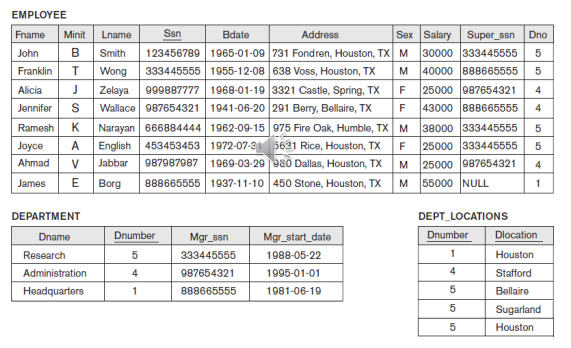 EMPLOYEE
Fname Minit Lname Ssn Bdate Address Sex Salary Super_ssn Dno
John B Smith 123456789 1965-01-09 731 Fondren, Houston, TX M 30000 333445555 5
Franklin T Wong 333445555 1955-12-08 638 Voss, Houston, TX M 40000 888665555 5
Alicia J Zelaya 999887777 1968-01-19 3321 Castle, Spring, TX F 25000 987654321 4
Jennifer S Wallace 987654321 1941-06-20 291 Berry, Bellaire, TX F 43000 888665555 4
Ramesh K Narayan 666884444 1962-09-15 975 Fire Oak, Humble, TX M 38000 333445555 5
Joyce A English 453453453 Rice, Houston, TX F 25000 333445555 5
Ahmad V Jabbar 987987987 1969-03-29 Dallas, Houston, TX M 25000 987654321 4
James E Borg 888665555 1937-11-10 450 Stone, Houston, TX M 55000 NULL 1
DEPARTMENT
Dname Dnumber Mgr_ssn Mgr_start_date
Research 5 333445555 1988-05-22
Administration 4 987654321 1995-01-01
Headquarters 1 888665555 1981-06-19
DEPT_LOCATIONS
Dnumber Dlocation
1 Houston
4 Stafford
5 Bellaire
5 Sugarland
5 Houston